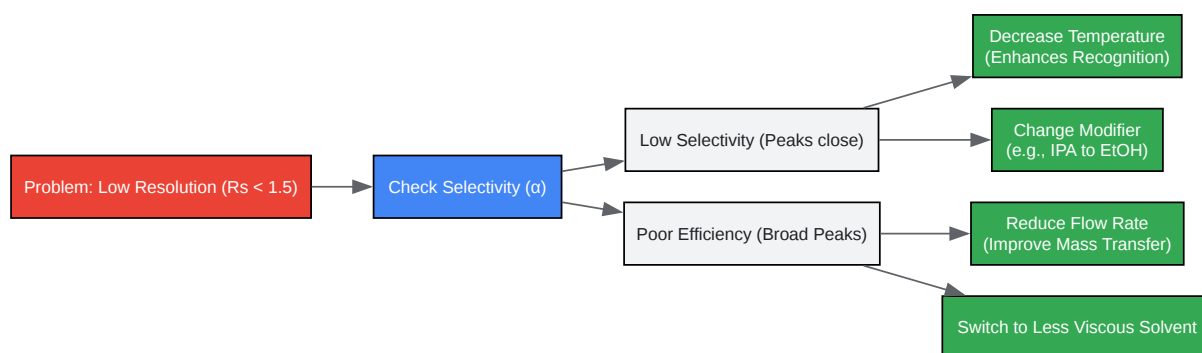 Problem: Low Resolution (Rs < 1.5)
Check Selectivity (α)
Low Selectivity (Peaks close)
Poor Efficiency (Broad Peaks)
Decrease Temperature
(Enhances Recognition)
Change Modifier
(e.g., IPA to EtOH)
Reduce Flow Rate
(Improve Mass Transfer)
Switch to Less Viscous Solvent